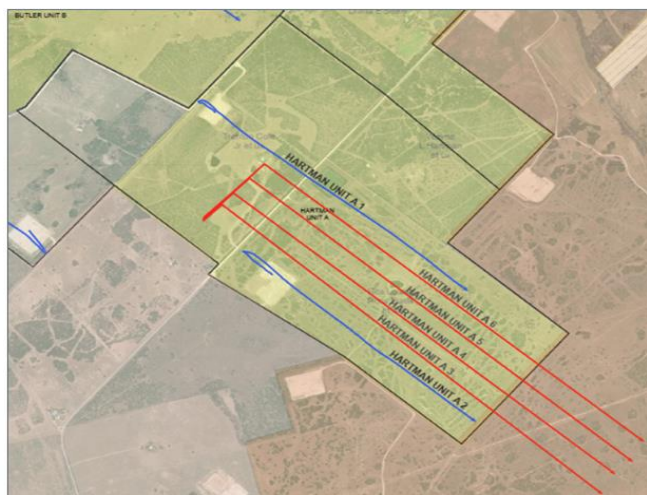 BUTLER UNIT B
HARTMAN UNIT A 1
HARTMAN
UNIT A
HARTMAN UNIT A 6
HARTMAN UNIT A 5
HARTMAN UNIT A 4
HARTMAN UNIT A 3
HARTMAN UNIT A 2